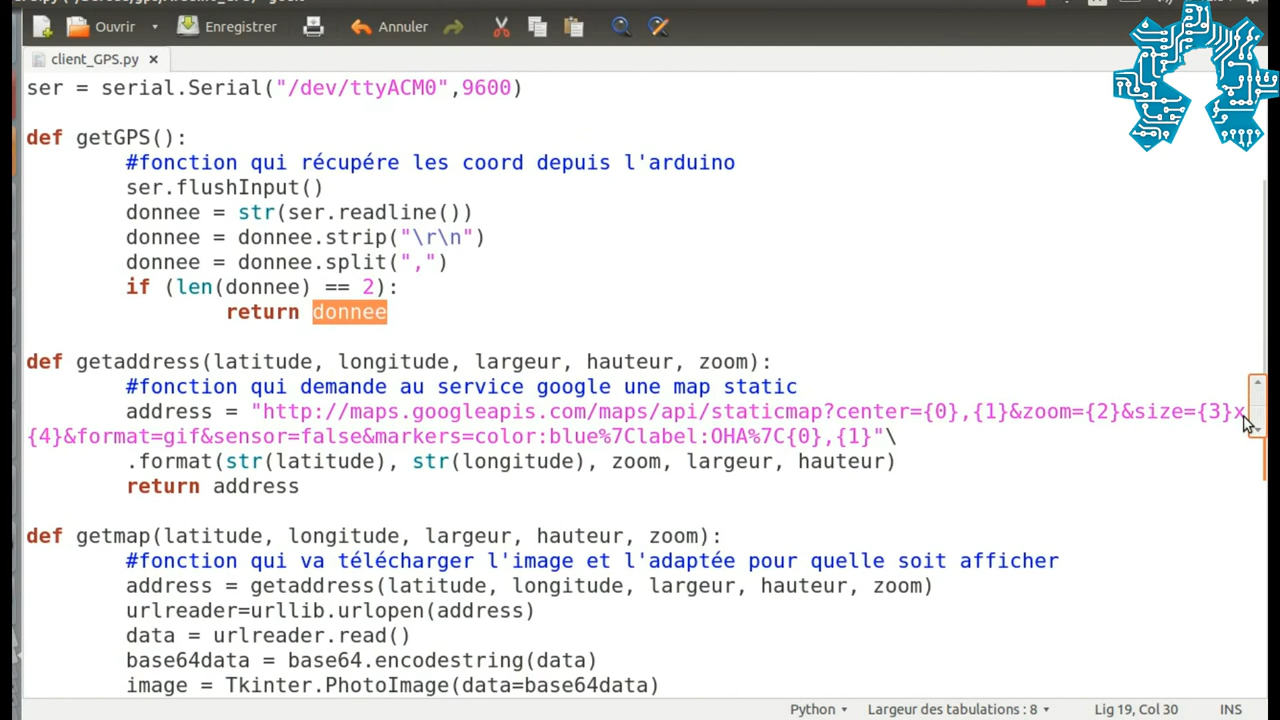 Ouvrir
Enregistrer
Annuler
client_GPS.py
ser = serial.Serial("/dev/ttyACM0",9600)
def getGPS():
#fonction qui récupére les coord depuis l'arduino
ser.flushInput()
donnee = str(ser.readline())
donnee = donnee.strip("\r\n")
donnee = donnee.split(",")
if (len(donnee) == 2):
return donnee
def getaddress(latitude, longitude, largeur, hauteur, zoom):
#fonction qui demande au service google une map static
address = "http://maps.googleapis.com/maps/api/staticmap?center={0},{1}&zoom={2}&size={3}x
{4}&format=gif&sensor=false&markers=color:blue%7Clabel:OHA%7C{0},{1}"\
.format(str(latitude), str(longitude), zoom, largeur, hauteur)
return address
def getmap(latitude, longitude, largeur, hauteur, zoom):
#fonction qui va télécharger l'image et l'adaptée pour quelle soit afficher
address = getaddress(latitude, longitude, largeur, hauteur, zoom)
urlreader=urllib.urlopen(address)
data = urlreader.read()
base64data = base64.encodestring(data)
image = Tkinter.PhotoImage(data=base64data)
Python
Largeur des tabulations : 8
Lig 19, Col 30
INS